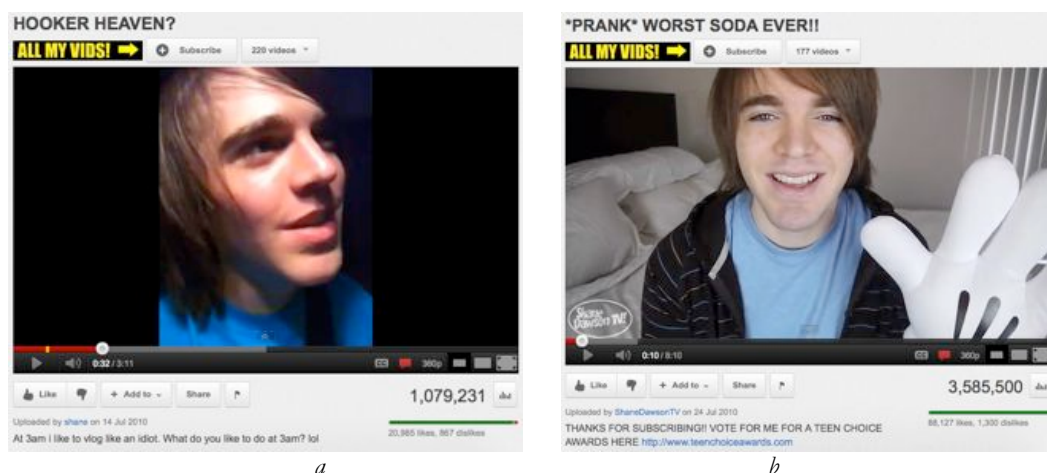 HOOKER HEAVEN?
ALL MY VIDS!
Subscribe
220 videos
0:32 / 3:11
CC
360p
Like
+ Add to
Share
1,079,231
Uploaded by shane on 14 Jul 2010
20,985 likes, 867 dislikes
At 3am i like to vlog like an idiot. What do you like to do at 3am? lol
a
*PRANK* WORST SODA EVER!!
ALL MY VIDS!
Subscribe
177 videos
Shane
Dawson TV!
0:10 / 8:10
CC
360p
Like
+ Add to
Share
3,585,500
Uploaded by ShaneDawsonTV on 24 Jul 2010
88,127 likes, 1,300 dislikes
THANKS FOR SUBSCRIBING!! VOTE FOR ME FOR A TEEN CHOICE
AWARDS HERE http://www.teenchoiceawards.com
b